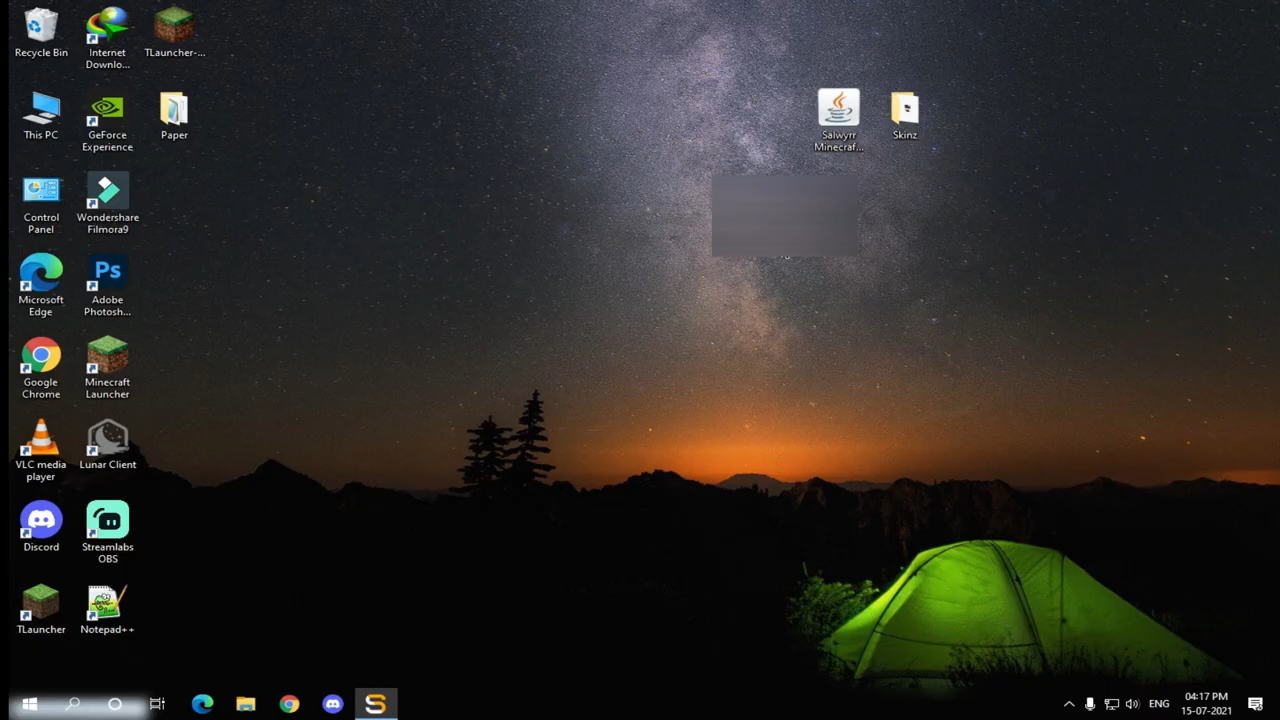 Recycle Bin
Internet
Downlo...
TLauncher-...
This PC
GeForce
Experience
Paper
Control
Panel
Wondershare
Filmora9
Microsoft
Edge
Ps
Adobe
Photosh...
Google
Chrome
Minecraft
Launcher
VLC media
player
Lunar Client
Discord
Streamlabs
OBS
TLauncher
Notepad++
Salwyrr
Minecraf...
Skinz
S
ENG
04:17 PM
15-07-2021